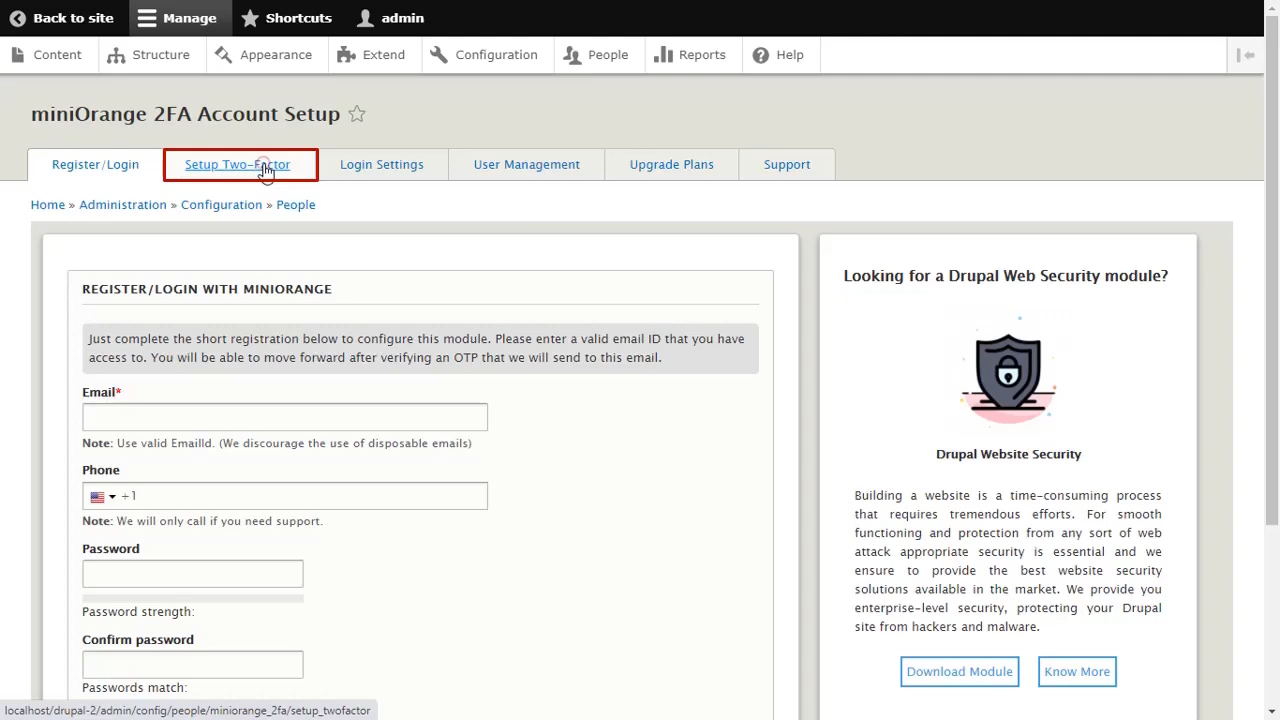 Back to site
Manage
Shortcuts
admin
Content
Structure
Appearance
Extend
Configuration
People
Reports
Help
miniOrange 2FA Account Setup
Register/Login
Setup Two-Factor
Login Settings
User Management
Upgrade Plans
Support
Home » Administration » Configuration » People
REGISTER/LOGIN WITH MINIORANGE
Just complete the short registration below to configure this module. Please enter a valid email ID that you have
access to. You will be able to move forward after verifying an OTP that we will send to this email.
Email*
Note: Use valid EmailId. (We discourage the use of disposable emails)
Phone
+1
Note: We will only call if you need support.
Password
Password strength:
Confirm password
Passwords match:
Looking for a Drupal Web Security module?
Drupal Website Security
Building a website is a time-consuming process
that requires tremendous efforts. For smooth
functioning and protection from any sort of web
attack appropriate security is essential and we
ensure to provide the best website security
solutions available in the market. We provide you
enterprise-level security, protecting your Drupal
site from hackers and malware.
Download Module
Know More
localhost/drupal-2/admin/config/people/miniorange_2fa/setup_twofactor